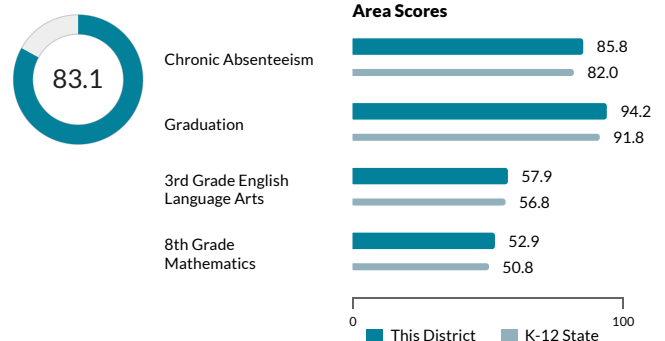 Area Scores
83.1
Chronic Absenteeism
85.8
82.0
Graduation
94.2
91.8
3rd Grade English
Language Arts
57.9
56.8
8th Grade
Mathematics
52.9
50.8
0
100
This District
K-12 State